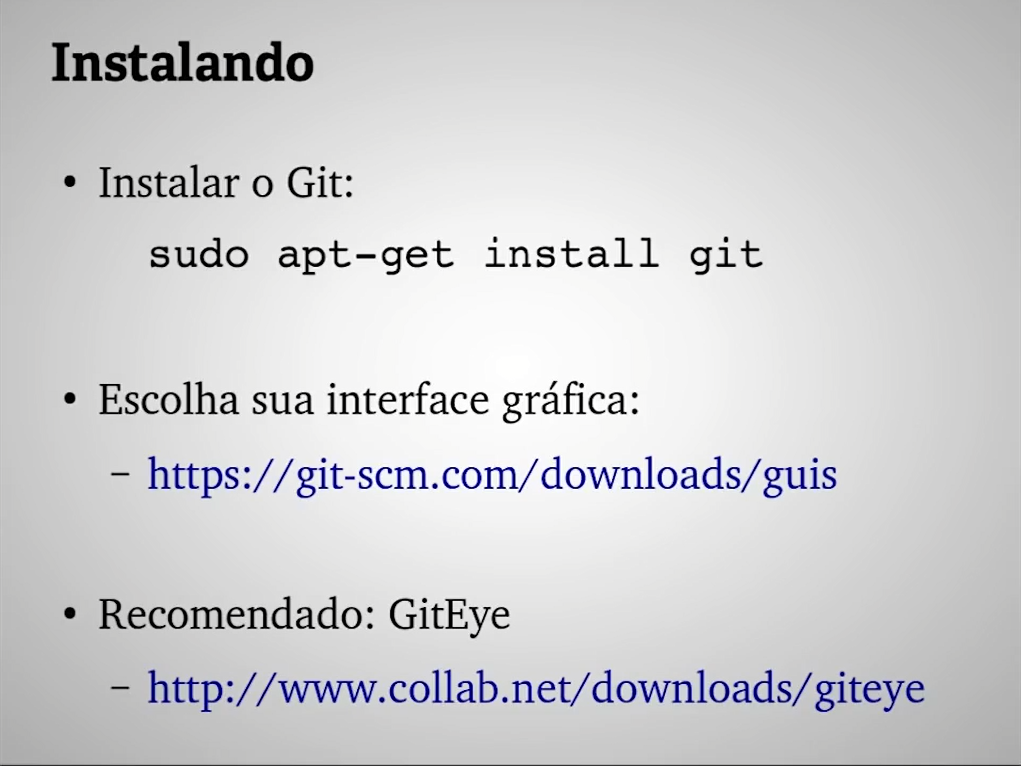 Instalando
• Instalar o Git:
sudo apt-get install git
• Escolha sua interface gráfica:
– https://git-scm.com/downloads/guis
• Recomendado: GitEye
– http://www.collab.net/downloads/giteye